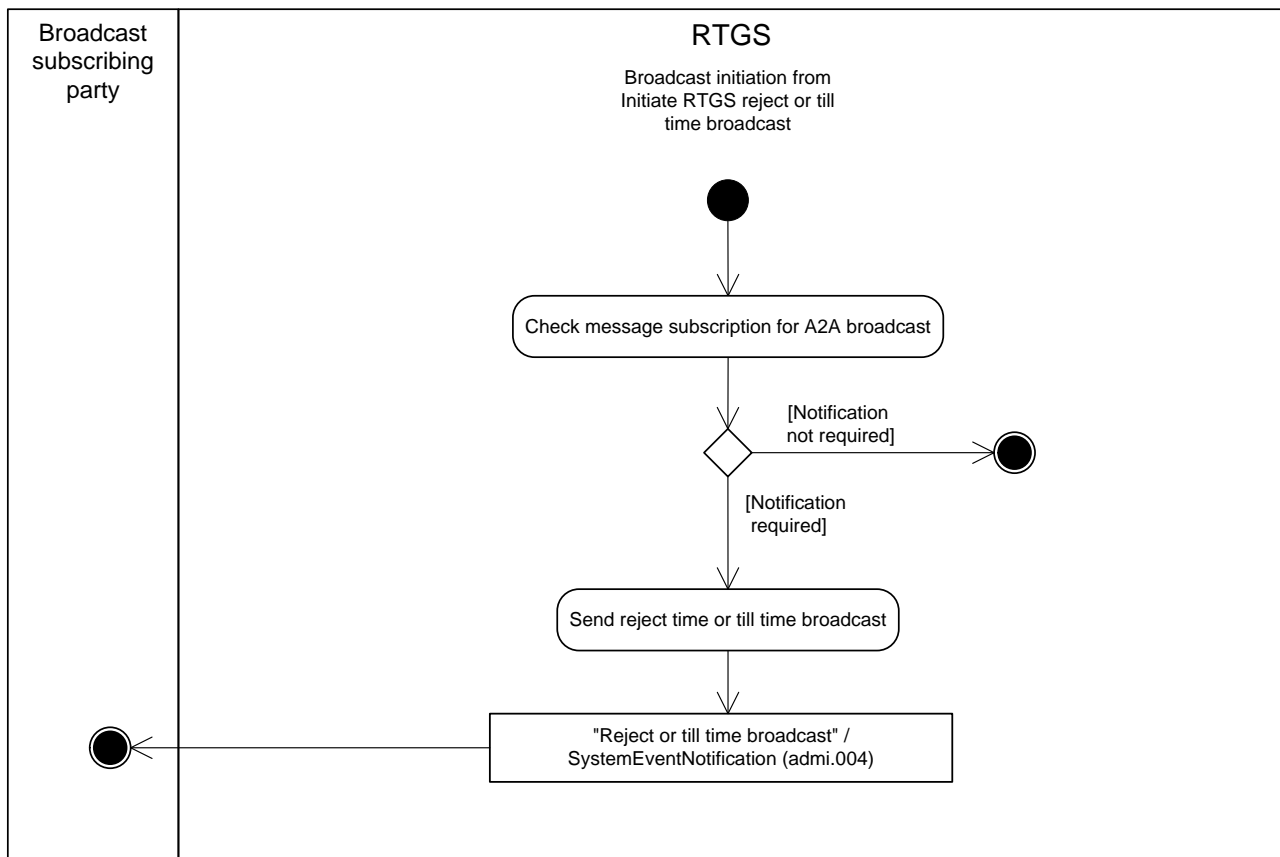 Broadcast
subscribing
party
RTGS
Broadcast initiation from
Initiate RTGS reject or till
time broadcast
Check message subscription for A2A broadcast
[Notification
not required]
[Notification
required]
Send reject time or till time broadcast
"Reject or till time broadcast" /
SystemEventNotification (admi.004)